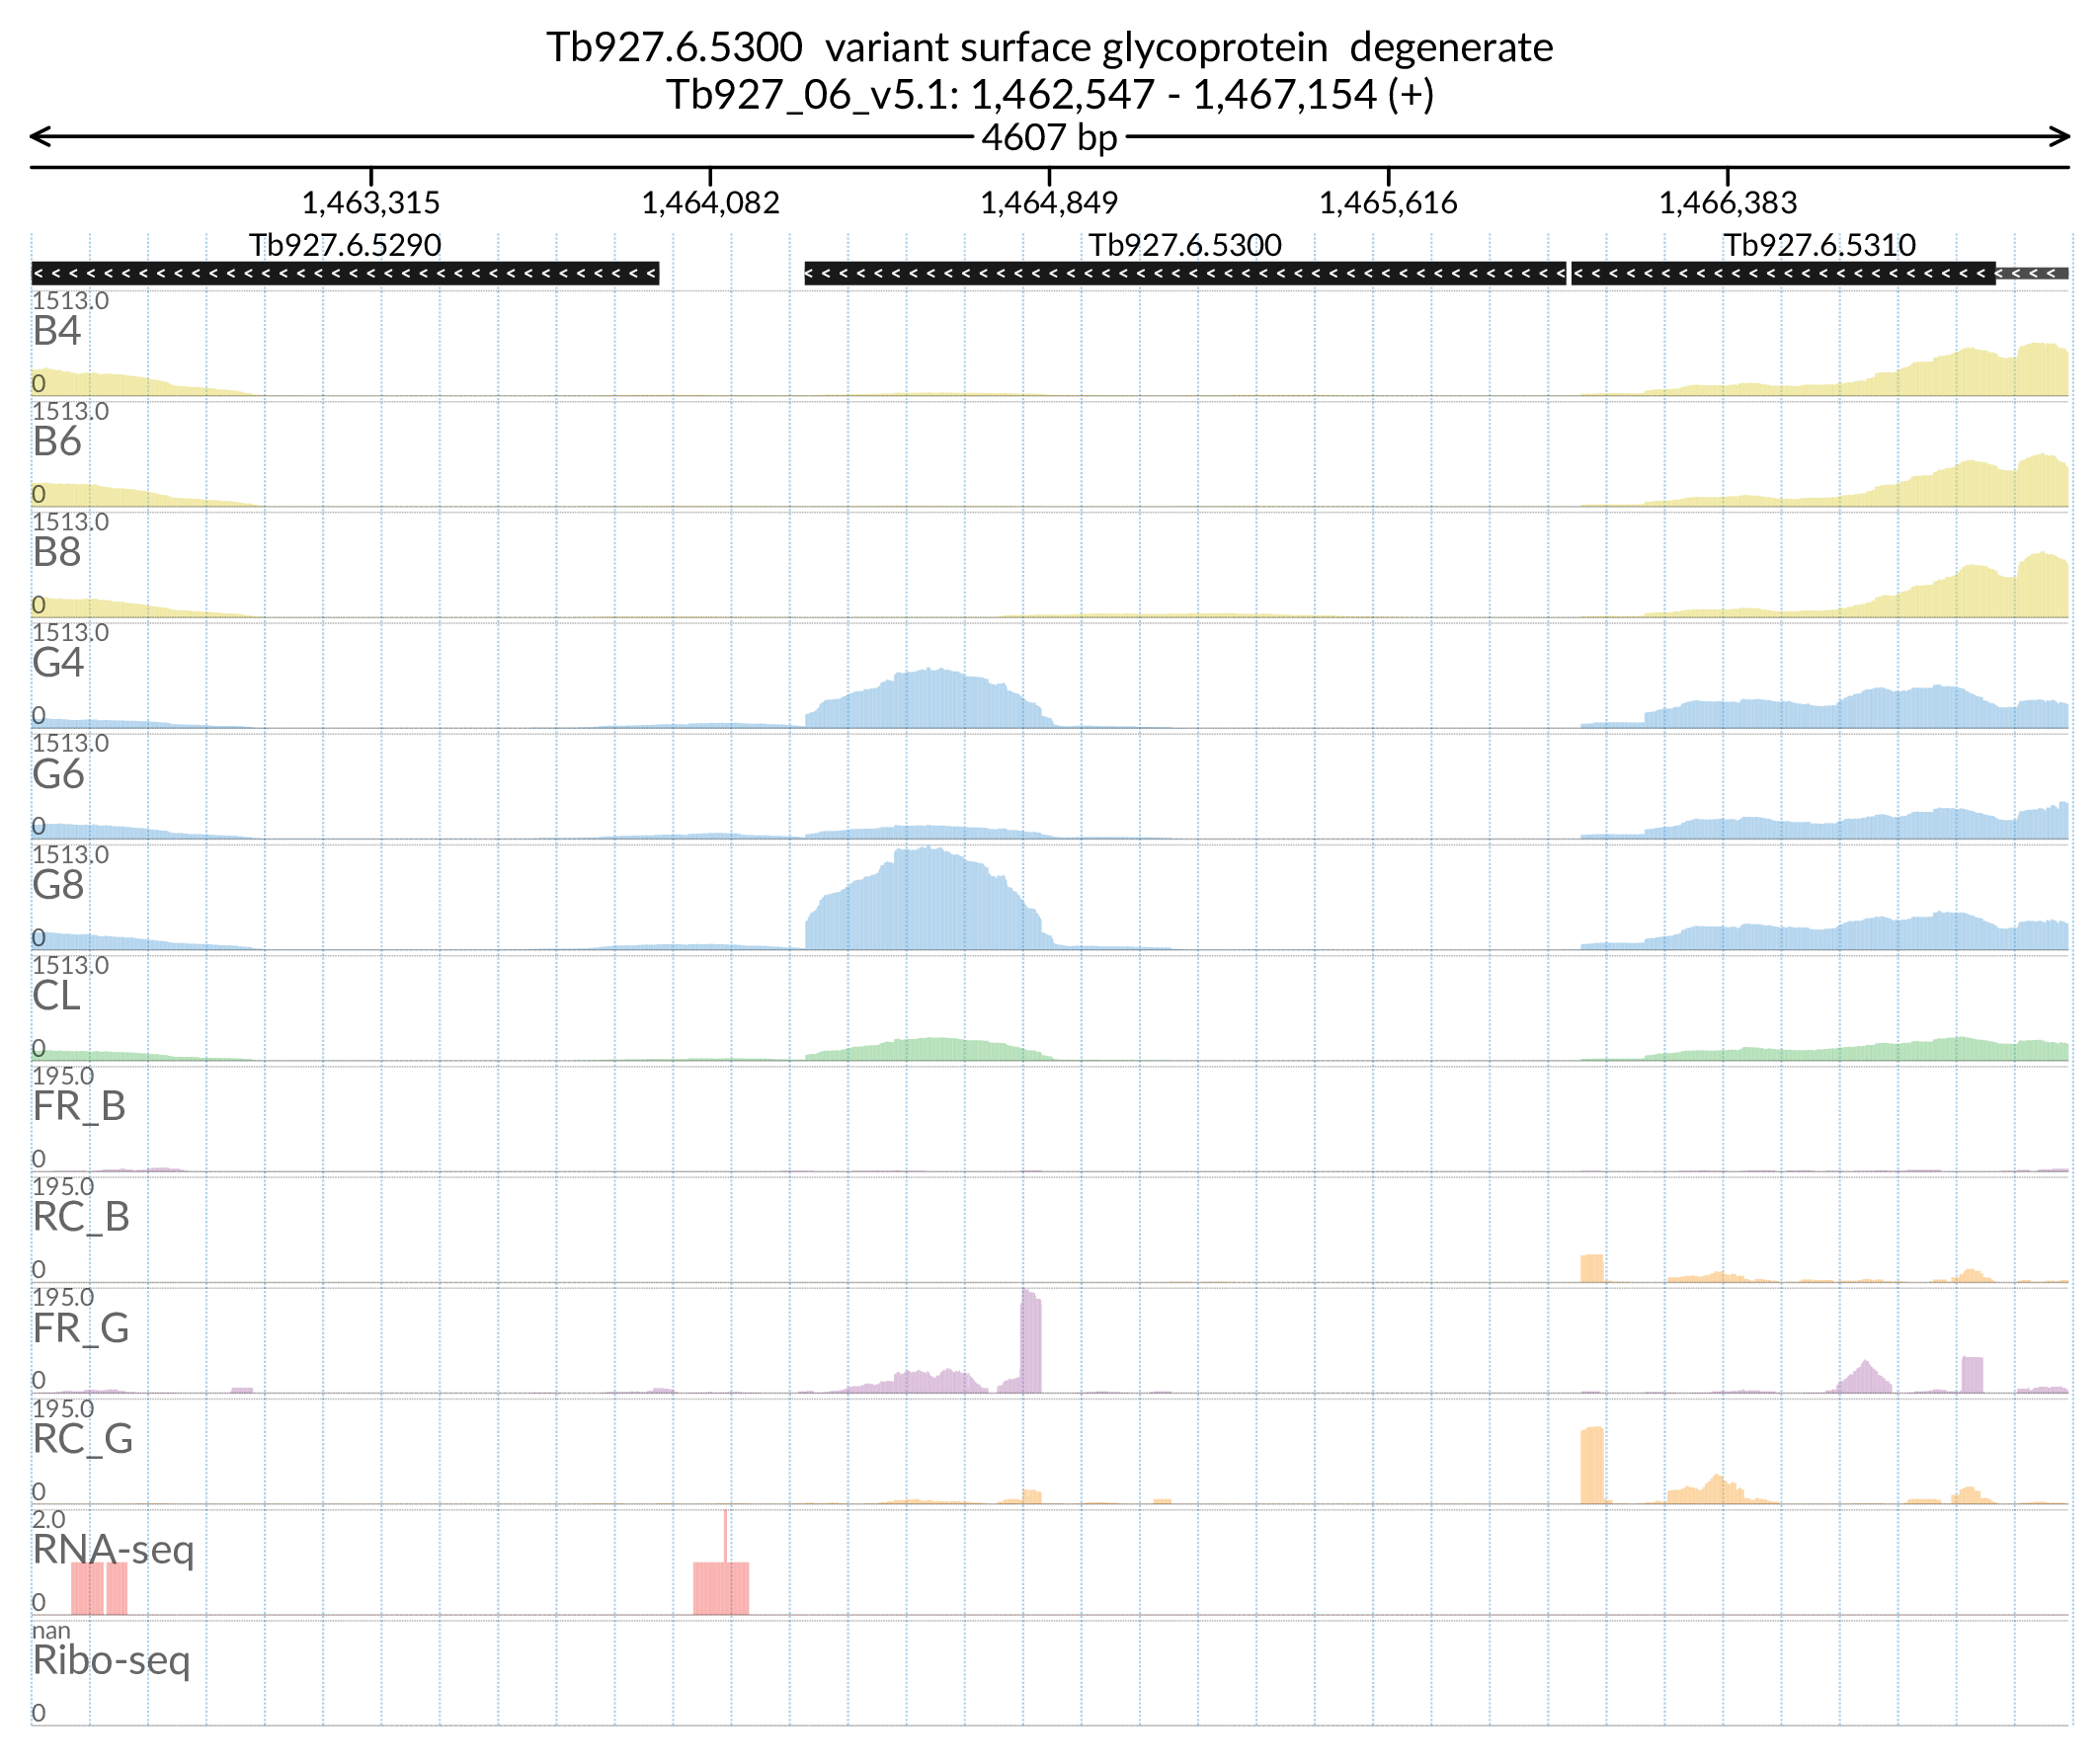 Tb927.6.5300  variant surface glycoprotein  degenerate
Tb927_06_v5.1: 1,462,547 - 1,467,154 (+)
4607 bp
1,463,315 1,464,082 1,464,849 1,465,616 1,466,383
Tb927.6.5290 Tb927.6.5300 Tb927.6.5310
1513.0
B4
0
1513.0
B6
0
1513.0
B8
0
1513.0
G4
0
1513.0
G6
0
1513.0
G8
0
1513.0
CL
0
195.0
FR_B
0
195.0
RC_B
0
195.0
FR_G
0
195.0
RC_G
0
2.0
RNA-seq
0
nan
Ribo-seq
0